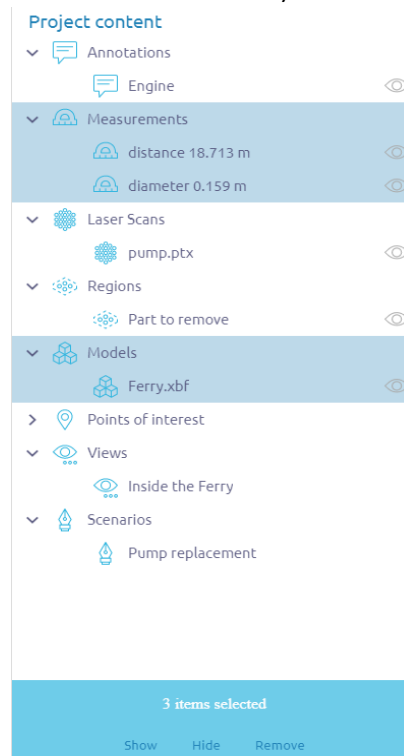 Project content
Annotations
Engine
Measurements
distance 18.713 m
diameter 0.159 m
Laser Scans
pump.ptx
Regions
Part to remove
Models
Ferry.xbf
Points of interest
Views
Inside the Ferry
Scenarios
Pump replacement
3 items selected
Show Hide Remove